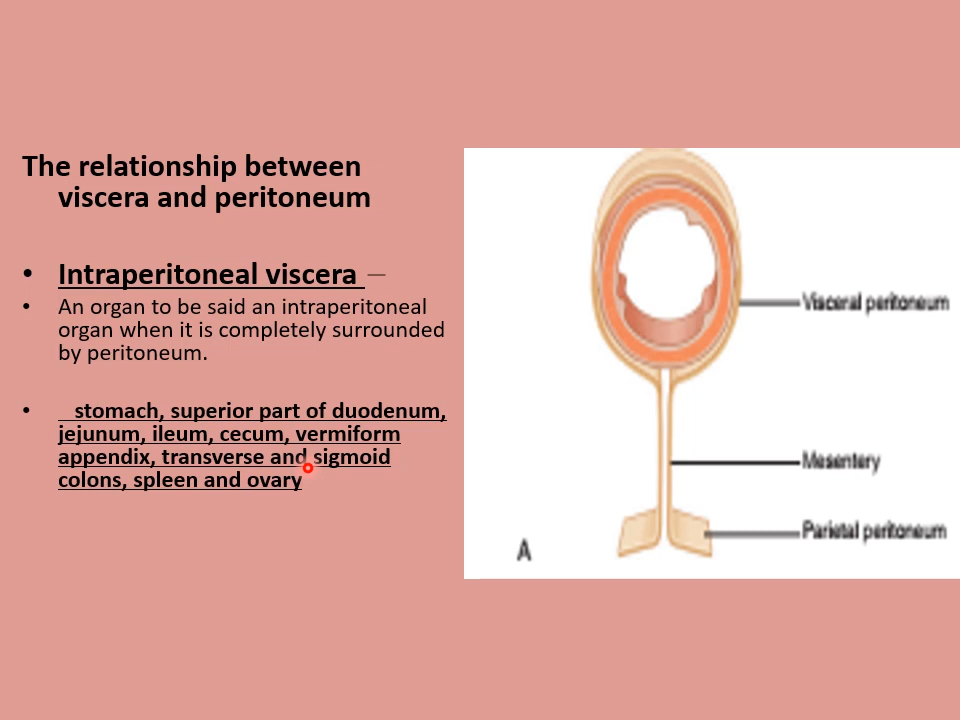 The relationship between
viscera and peritoneum
• Intraperitoneal viscera –
• An organ to be said an intraperitoneal
organ when it is completely surrounded
by peritoneum.
• stomach, superior part of duodenum,
jejunum, ileum, cecum, vermiform
appendix, transverse and sigmoid
colons, spleen and ovary
Visceral peritoneum
Mesentery
Parietal peritoneum
A